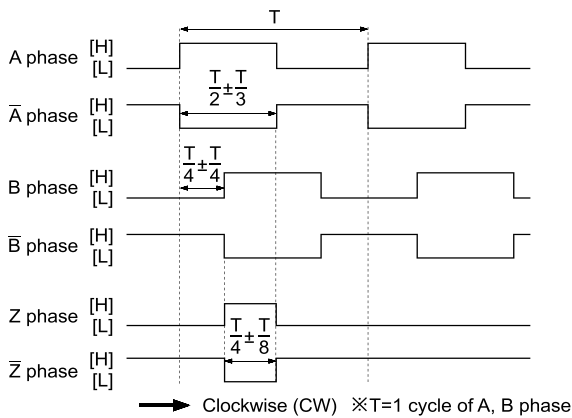 T
A phase [H]
[L]
T/2±T/3
A̅ phase [H]
[L]
T/4±T/4
B phase [H]
[L]
B̅ phase [H]
[L]
Z phase [H]
[L]
T/4±T/8
Z̅ phase [H]
[L]
Clockwise (CW) ※T=1 cycle of A, B phase